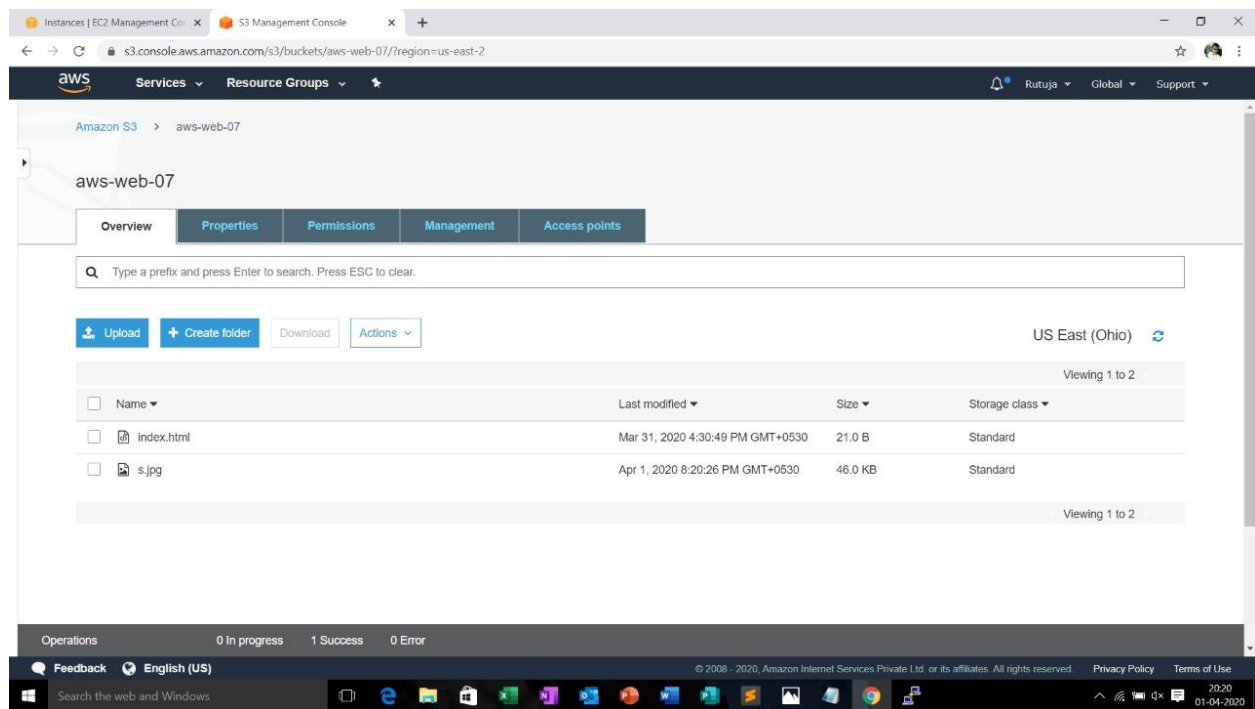 Instances | EC2 Management Co
S3 Management Console
s3.console.aws.amazon.com/s3/buckets/aws-web-07/?region=us-east-2
aws Services Resource Groups Rutuja Global Support
Amazon S3 > aws-web-07
aws-web-07
Overview Properties Permissions Management Access points
Type a prefix and press Enter to search. Press ESC to clear.
Upload + Create folder Download Actions US East (Ohio)
Viewing 1 to 2
Name Last modified Size Storage class
index.html Mar 31, 2020 4:30:49 PM GMT+0530 21.0 B Standard
s.jpg Apr 1, 2020 8:20:26 PM GMT+0530 46.0 KB Standard
Viewing 1 to 2
Operations 0 In progress 1 Success 0 Error
Feedback English (US) © 2008 - 2020, Amazon Internet Services Private Ltd. or its affiliates. All rights reserved. Privacy Policy Terms of Use
Search the web and Windows 20:20
01-04-2020